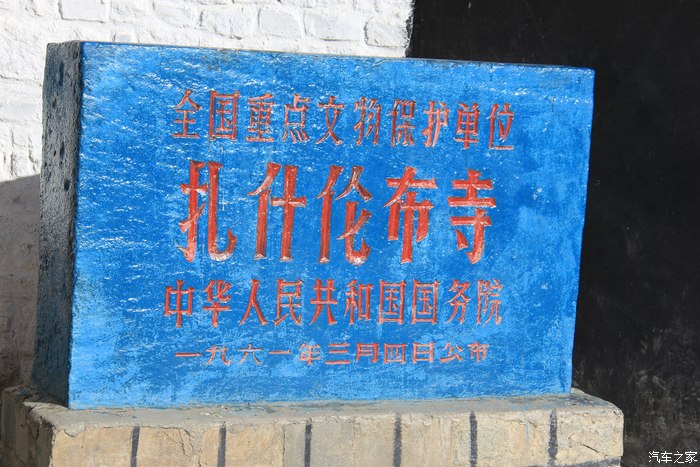 全国重点文物保护单位
扎什伦布寺
中华人民共和国国务院
一九六一年三月四日公布
汽车之家